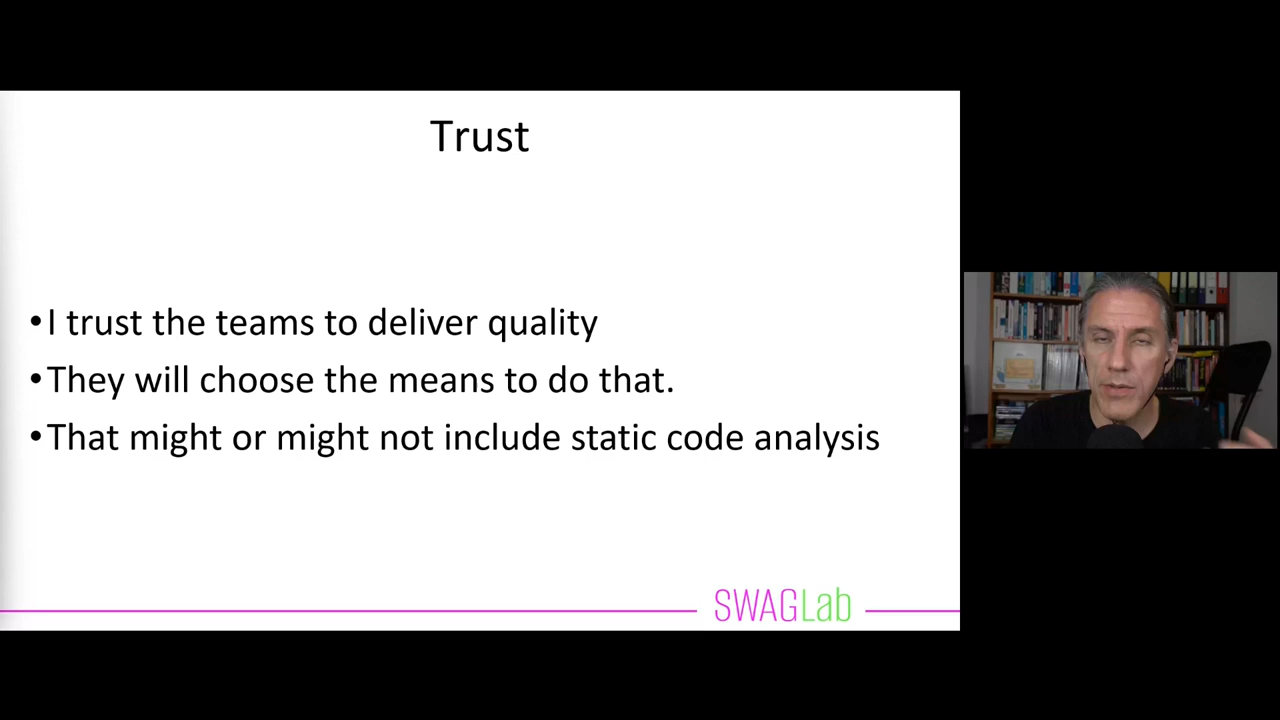 Trust
•I trust the teams to deliver quality
•They will choose the means to do that.
•That might or might not include static code analysis
SWAGLab